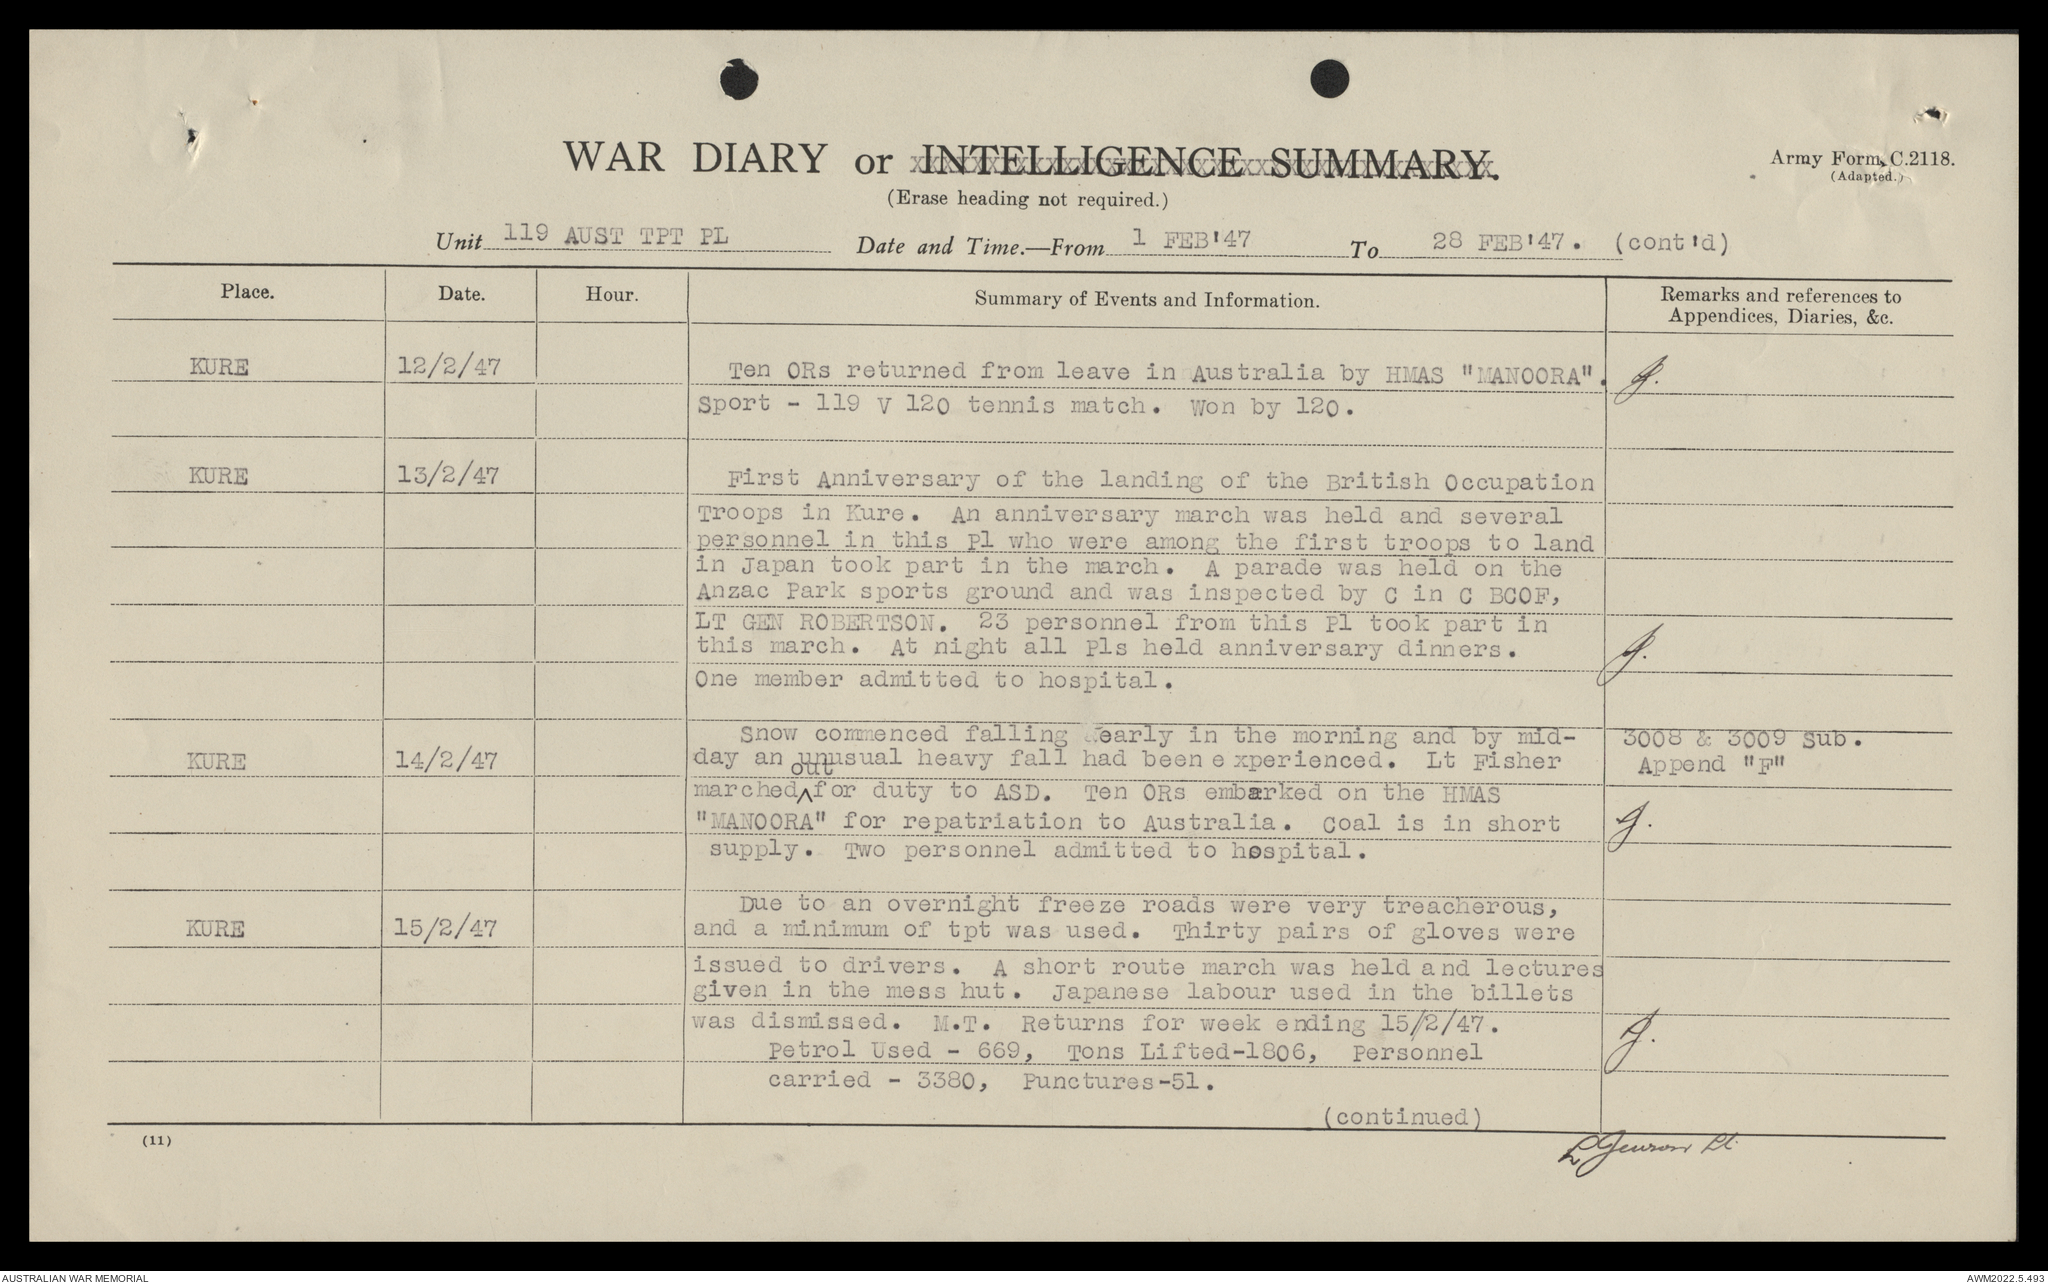 WAR DIARY or INTELLIGENCE SUMMARY.
Army Form C.2118.
(Adapted.)
(Erase heading not required.)
Unit 119 AUST TPT PL Date and Time.—From 1 FEB'47 To 28 FEB'47. (cont'd)
Place. Date. Hour. Summary of Events and Information. Remarks and references to
Appendices, Diaries, &c.
KURE 12/2/47 Ten ORs returned from leave in Australia by HMAS "MANOORA".
Sport - 119 V 120 tennis match. Won by 120.
KURE 13/2/47 First Anniversary of the landing of the British Occupation
Troops in Kure. An anniversary march was held and several
personnel in this Pl who were among the first troops to land
in Japan took part in the march. A parade was held on the
Anzac Park sports ground and was inspected by C in C BCOF,
LT GEN ROBERTSON. 23 personnel from this Pl took part in
this march. At night all Pls held anniversary dinners.
One member admitted to hospital.
Snow commenced falling early in the morning and by mid- 3008 & 3009 Sub.
KURE 14/2/47 day an unusual heavy fall had been experienced. Lt Fisher Append "F"
out
marched for duty to ASD. Ten ORs embarked on the HMAS
"MANOORA" for repatriation to Australia. Coal is in short
supply. Two personnel admitted to hospital.
Due to an overnight freeze roads were very treacherous,
KURE 15/2/47 and a minimum of tpt was used. Thirty pairs of gloves were
issued to drivers. A short route march was held and lectures
given in the mess hut. Japanese labour used in the billets
was dismissed. M.T. Returns for week ending 15/2/47.
Petrol Used - 669, Tons Lifted-1806, Personnel
carried - 3380, Punctures-51.
(continued)
(11)
Lt
AUSTRALIAN WAR MEMORIAL
AWM2022.5.493